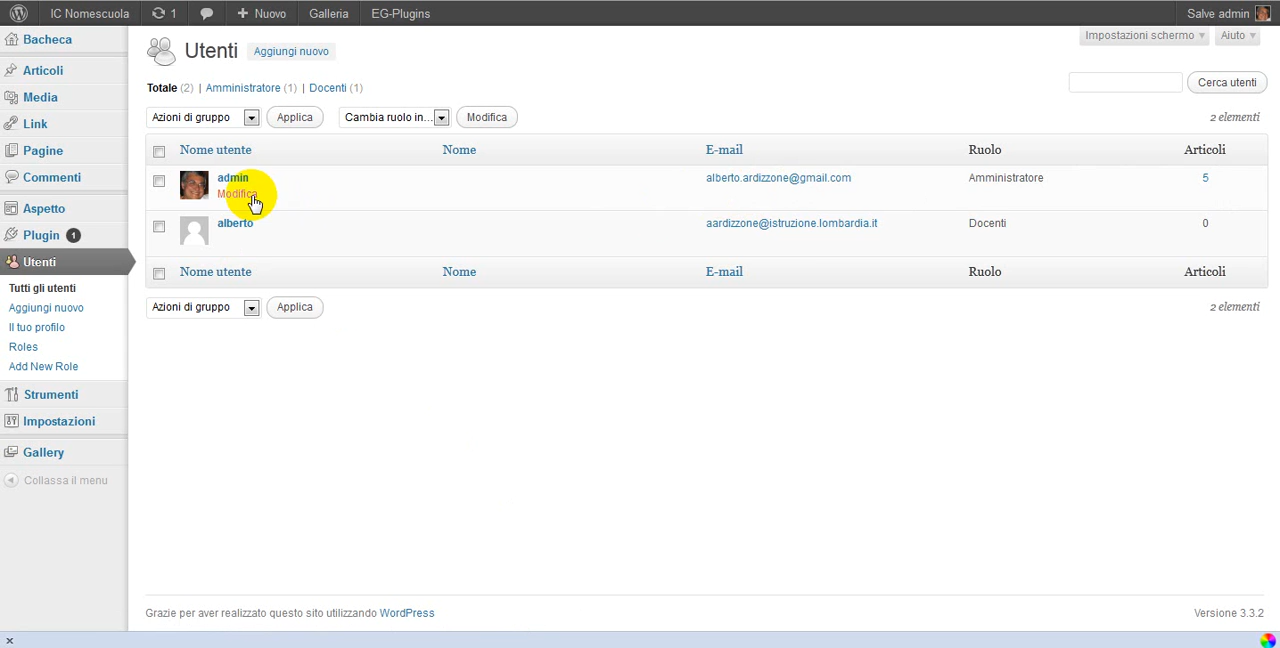 IC Nomescuola 1 Nuovo Galleria EG-Plugins Salve admin
Bacheca
Articoli
Media
Link
Pagine
Commenti
Aspetto
Plugin 1
Utenti
Tutti gli utenti
Aggiungi nuovo
Il tuo profilo
Roles
Add New Role
Strumenti
Impostazioni
Gallery
Collassa il menu
Impostazioni schermo Aiuto
Utenti Aggiungi nuovo
Totale (2) | Amministratore (1) | Docenti (1)
Cerca utenti
Azioni di gruppo Applica Cambia ruolo in... Modifica 2 elementi
Nome utente Nome E-mail Ruolo Articoli
admin alberto.ardizzone@gmail.com Amministratore 5
Modifica
alberto aardizzone@istruzione.lombardia.it Docenti 0
Nome utente Nome E-mail Ruolo Articoli
Azioni di gruppo Applica 2 elementi
Grazie per aver realizzato questo sito utilizzando WordPress Versione 3.3.2